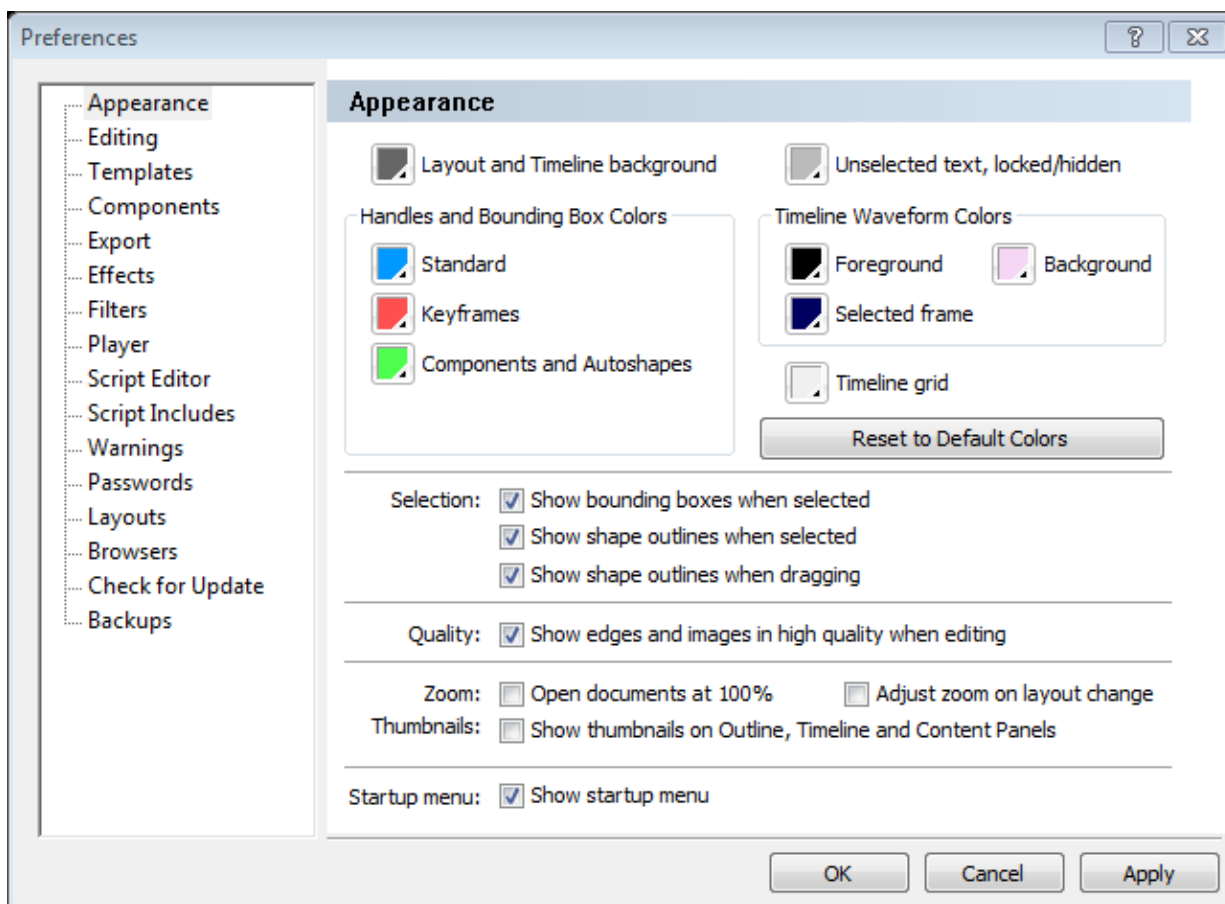 Preferences
Appearance
Editing
Templates
Components
Export
Effects
Filters
Player
Script Editor
Script Includes
Warnings
Passwords
Layouts
Browsers
Check for Update
Backups
Appearance
Layout and Timeline background
Unselected text, locked/hidden
Handles and Bounding Box Colors
Standard
Keyframes
Components and Autoshapes
Timeline Waveform Colors
Foreground Background
Selected frame
Timeline grid
Reset to Default Colors
Selection: Show bounding boxes when selected
Show shape outlines when selected
Show shape outlines when dragging
Quality: Show edges and images in high quality when editing
Zoom: Open documents at 100% Adjust zoom on layout change
Thumbnails: Show thumbnails on Outline, Timeline and Content Panels
Startup menu: Show startup menu
OK Cancel Apply